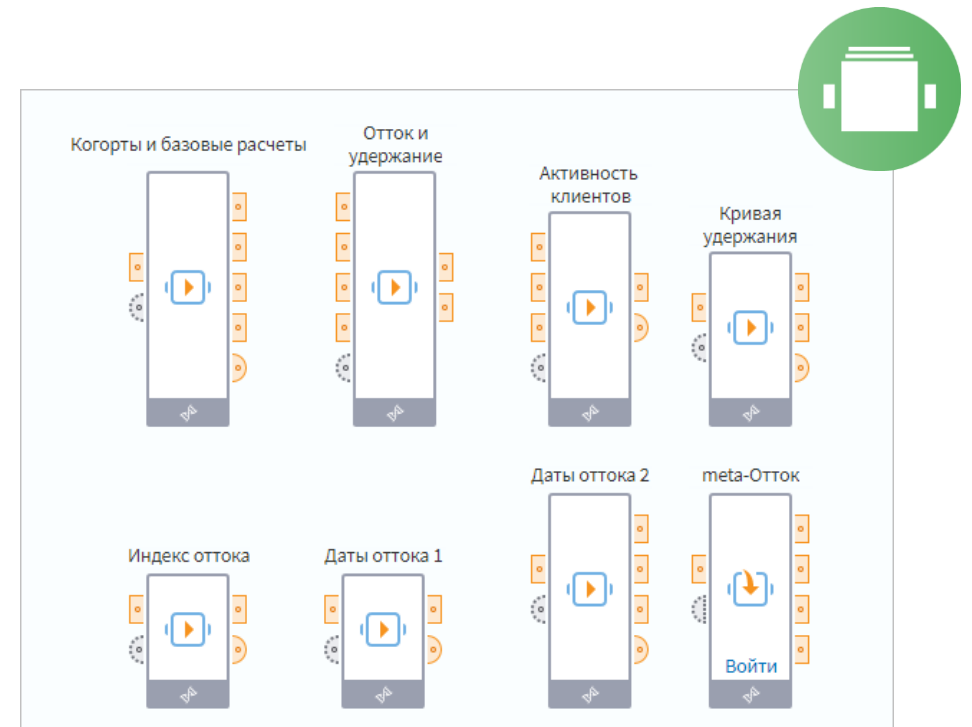 Когорты и базовые расчеты
Отток и
удержание
Активность
клиентов
Кривая
удержания
Индекс оттока
Даты оттока 1
Даты оттока 2
meta-Отток
Войти